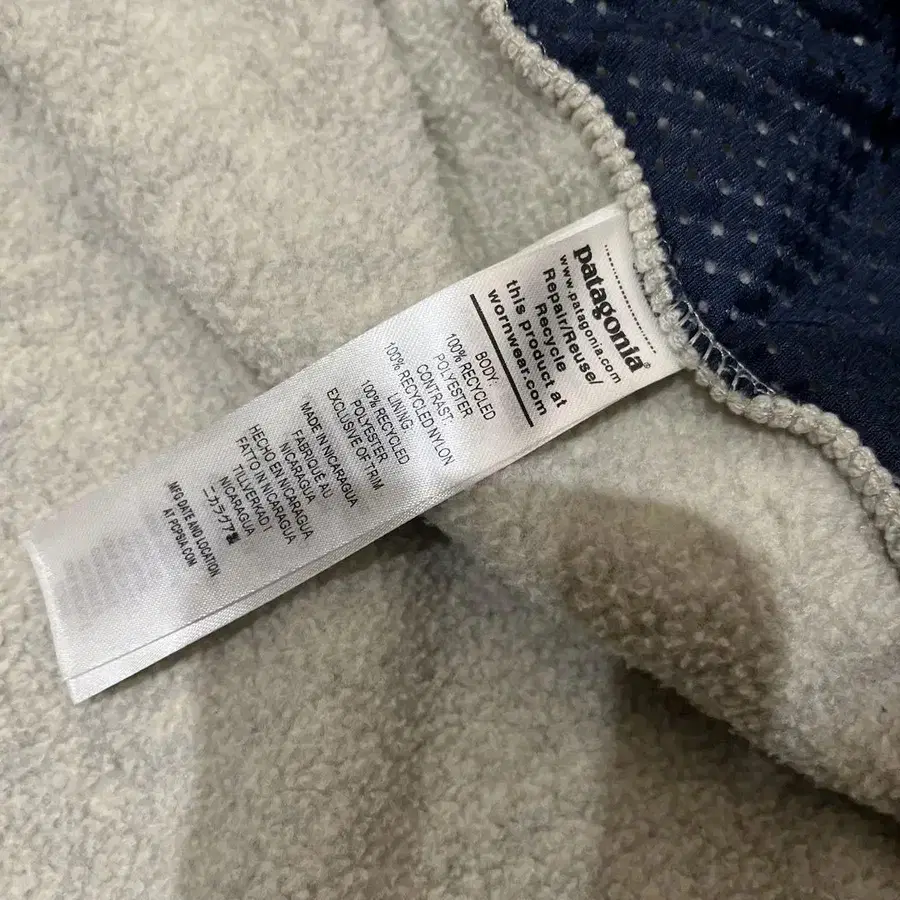 patagonia®
www.patagonia.com
Repair/Reuse/
Recycle
this product at
wornwear.com
BODY:
100% RECYCLED
POLYESTER
CONTRAST:
100% RECYCLED NYLON
LINING:
100% RECYCLED
POLYESTER
EXCLUSIVE OF TRIM
MADE IN NICARAGUA
FABRIQUÉ AU
NICARAGUA
HECHO EN NICARAGUA
FATTO IN NICARAGUA
TILLVERKAD I
NICARAGUA
ニカラグア製
MFG DATE AND LOCATION
AT PCPSIA.COM